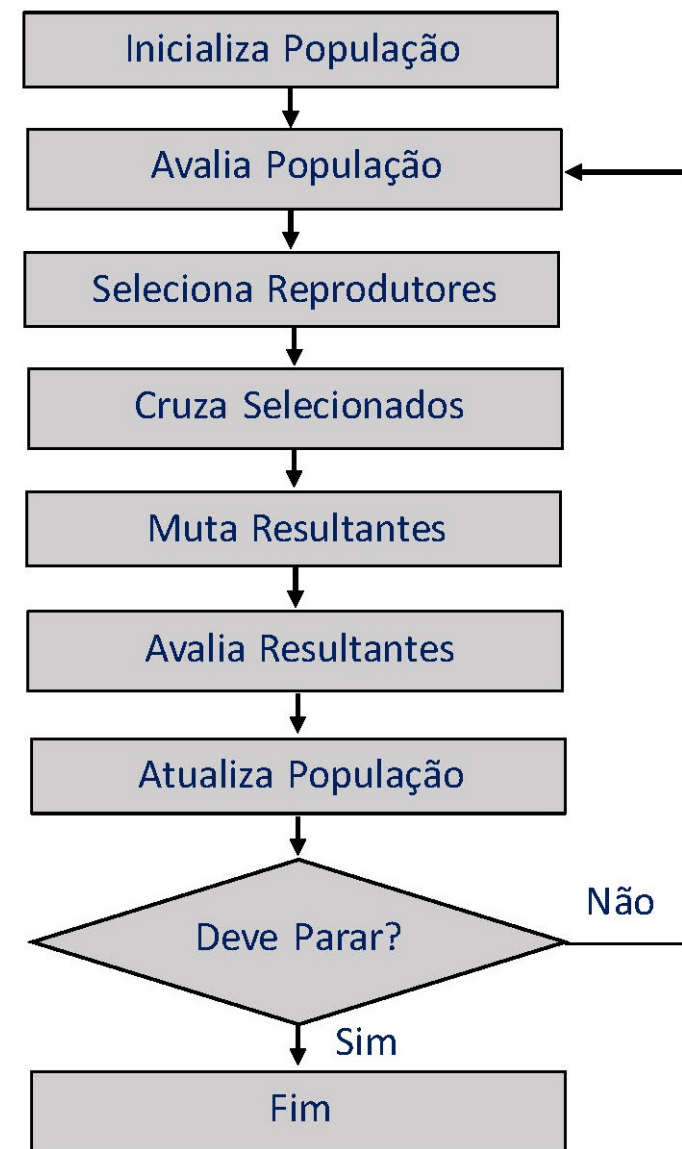 Inicializa População
Avalia População
Seleciona Reprodutores
Cruza Selecionados
Muta Resultantes
Avalia Resultantes
Atualiza População
Deve Parar?
Não
Sim
Fim